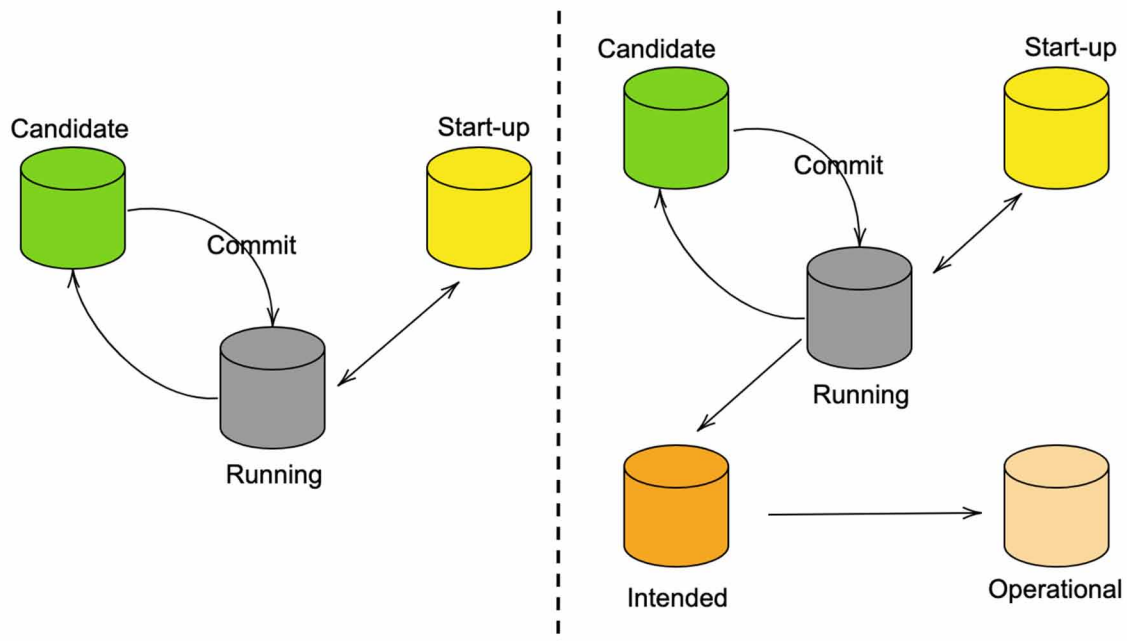 Candidate
Start-up
Commit
Running
Candidate
Start-up
Commit
Running
Intended
Operational